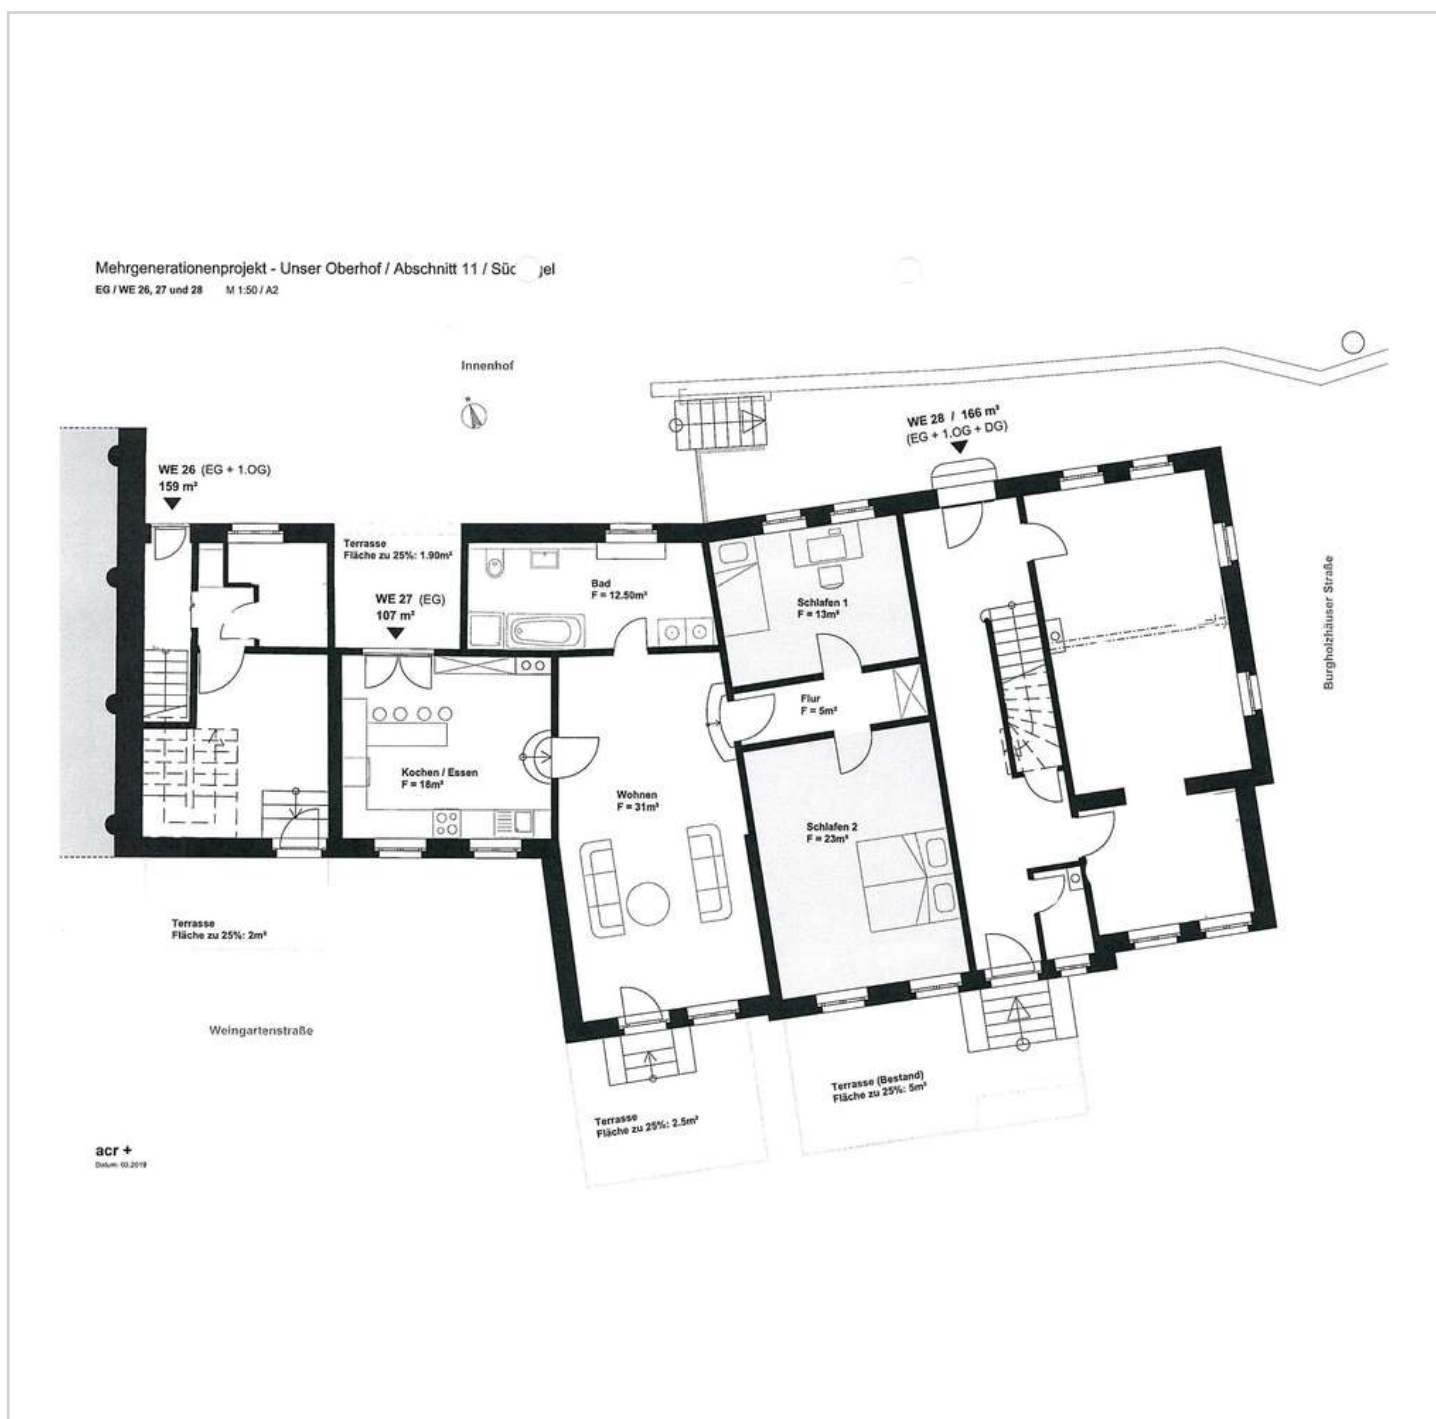 Mehrgenerationenprojekt - Unser Oberhof / Abschnitt 11 /
EG / WE 26, 27 und 28 M 1:50 / A2
Innenhof
N
WE 28 / 166 m²
(EG + 1.OG + DG)
WE 26 (EG + 1.OG)
159 m²
Terrasse
Fläche zu 25%: 1.90m²
WE 27 (EG)
107 m²
Bad
F = 12.50m²
Schlafen 1
F = 13m²
Flur
F = 5m²
Kochen / Essen
F = 18m²
Wohnen
F = 31m²
Schlafen 2
F = 23m²
Burgholzhäuser Straße
Terrasse
Fläche zu 25%: 2m²
Weingartenstraße
Terrasse (Bestand)
Fläche zu 25%: 5m²
Terrasse
Fläche zu 25%: 2.5m²
acr +
Datum: 03.2019